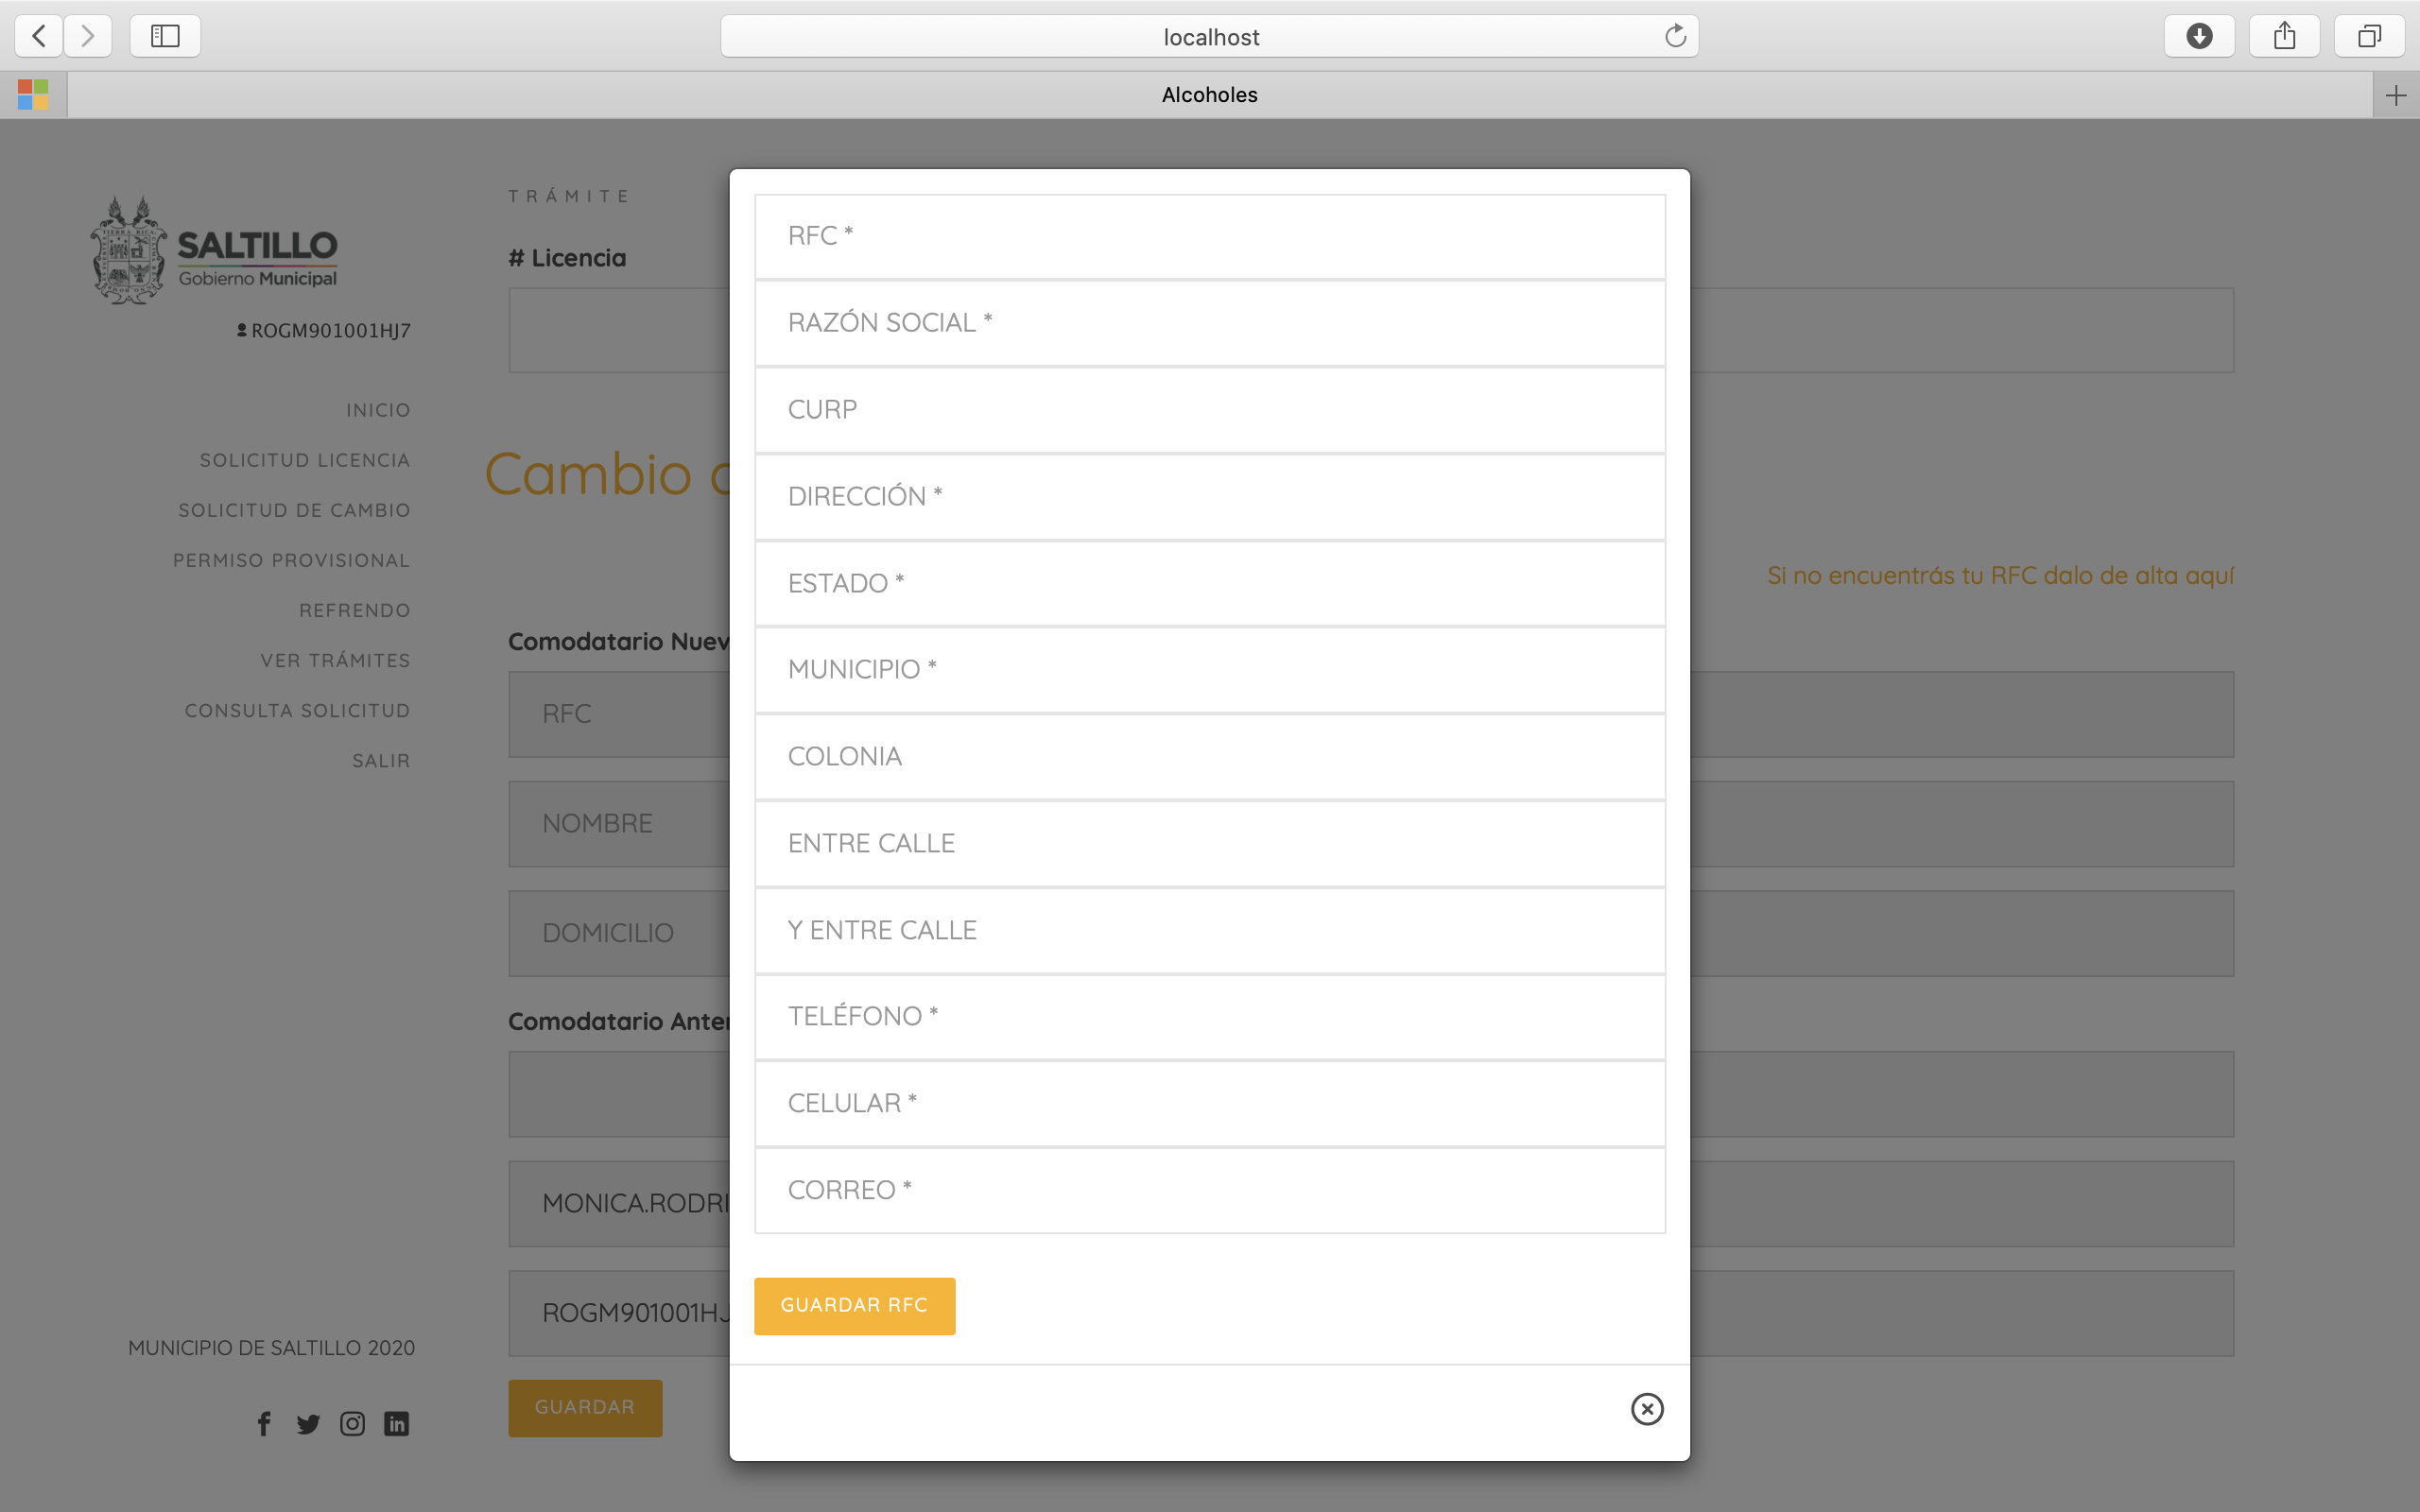 localhost
Alcoholes
SALTILLO
Gobierno Municipal
ROGM901001HJ7
INICIO
SOLICITUD LICENCIA
SOLICITUD DE CAMBIO
PERMISO PROVISIONAL
REFRENDO
VER TRÁMITES
CONSULTA SOLICITUD
SALIR
MUNICIPIO DE SALTILLO 2020
TRÁMITE
# Licencia
Cambio
Si no encuentrás tu RFC dalo de alta aquí
Comodatario Nuev
RFC
NOMBRE
DOMICILIO
Comodatario Anter
MONICA.RODRI
ROGM901001HJ
GUARDAR
RFC *
RAZÓN SOCIAL *
CURP
DIRECCIÓN *
ESTADO *
MUNICIPIO *
COLONIA
ENTRE CALLE
Y ENTRE CALLE
TELÉFONO *
CELULAR *
CORREO *
GUARDAR RFC